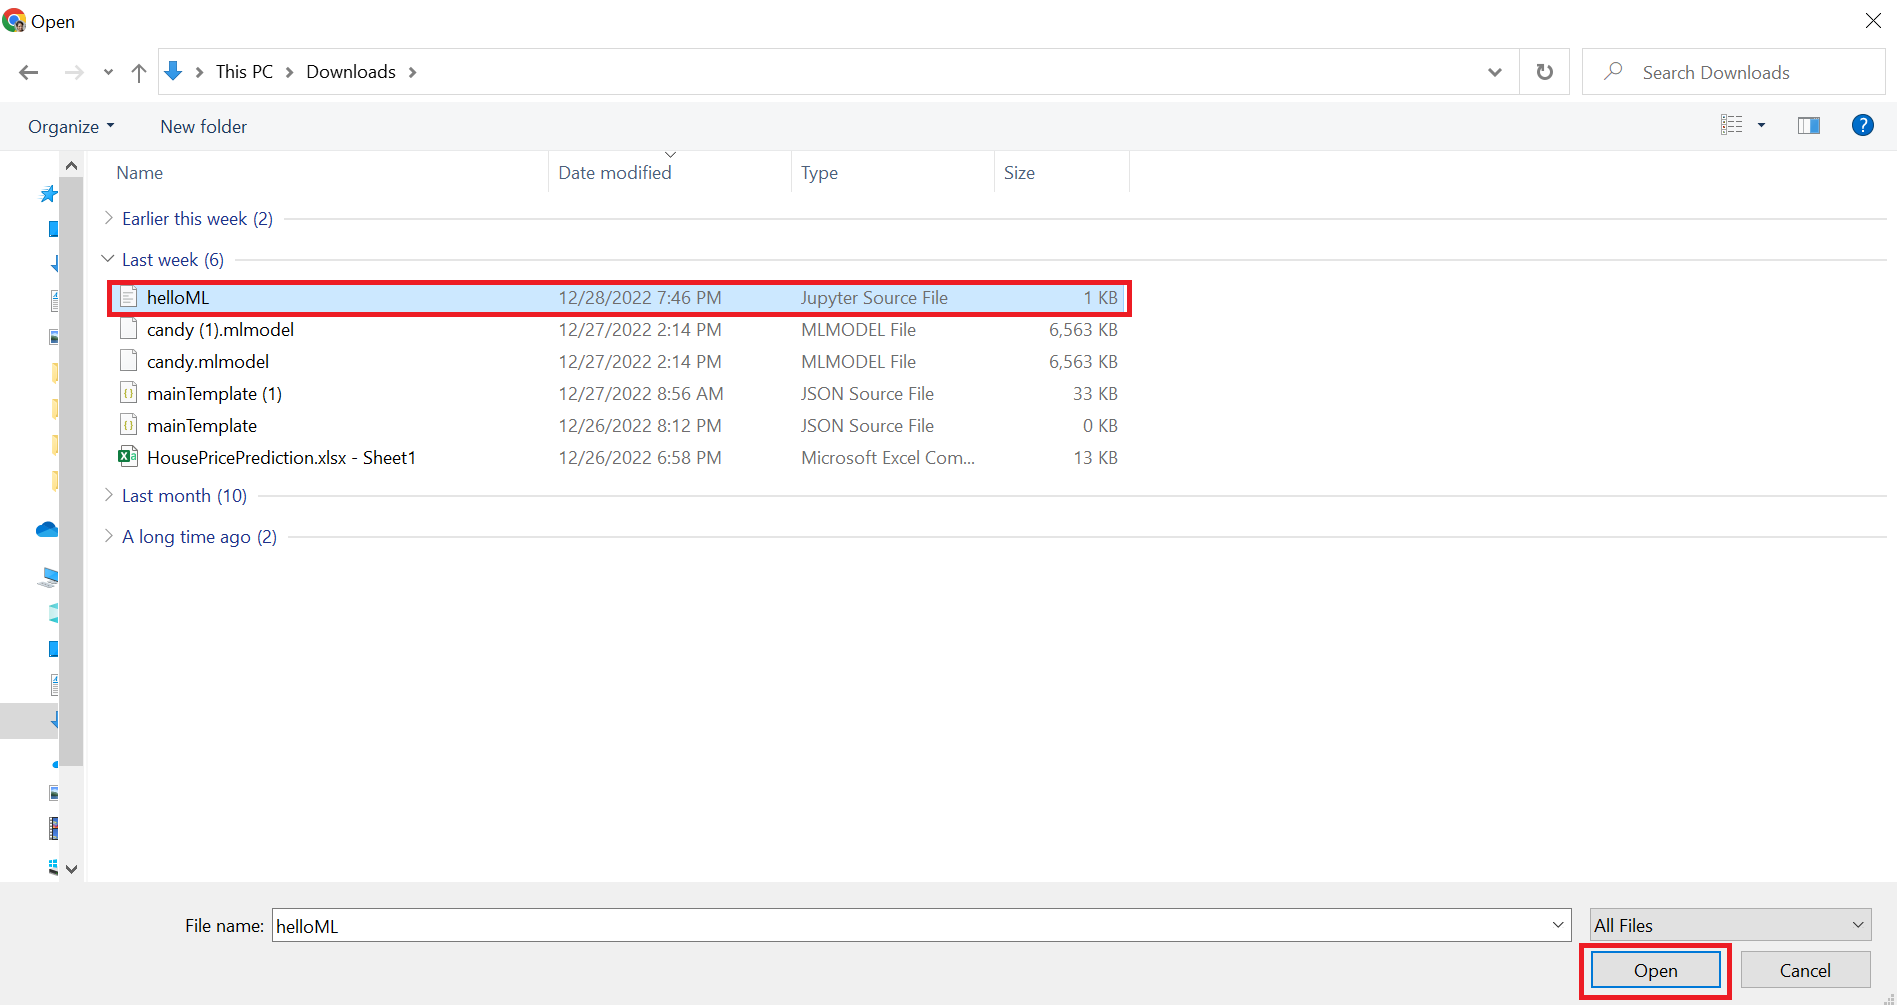 Open
This PC Downloads Search Downloads
Organize New folder ?
Name Date modified Type Size
Earlier this week (2)
Last week (6)
helloML 12/28/2022 7:46 PM Jupyter Source File 1 KB
candy (1).mlmodel 12/27/2022 2:14 PM MLMODEL File 6,563 KB
candy.mlmodel 12/27/2022 2:14 PM MLMODEL File 6,563 KB
mainTemplate (1) 12/27/2022 8:56 AM JSON Source File 33 KB
mainTemplate 12/26/2022 8:12 PM JSON Source File 0 KB
HousePricePrediction.xlsx - Sheet1 12/26/2022 6:58 PM Microsoft Excel Com... 13 KB
Last month (10)
A long time ago (2)
File name: helloML All Files
Open Cancel